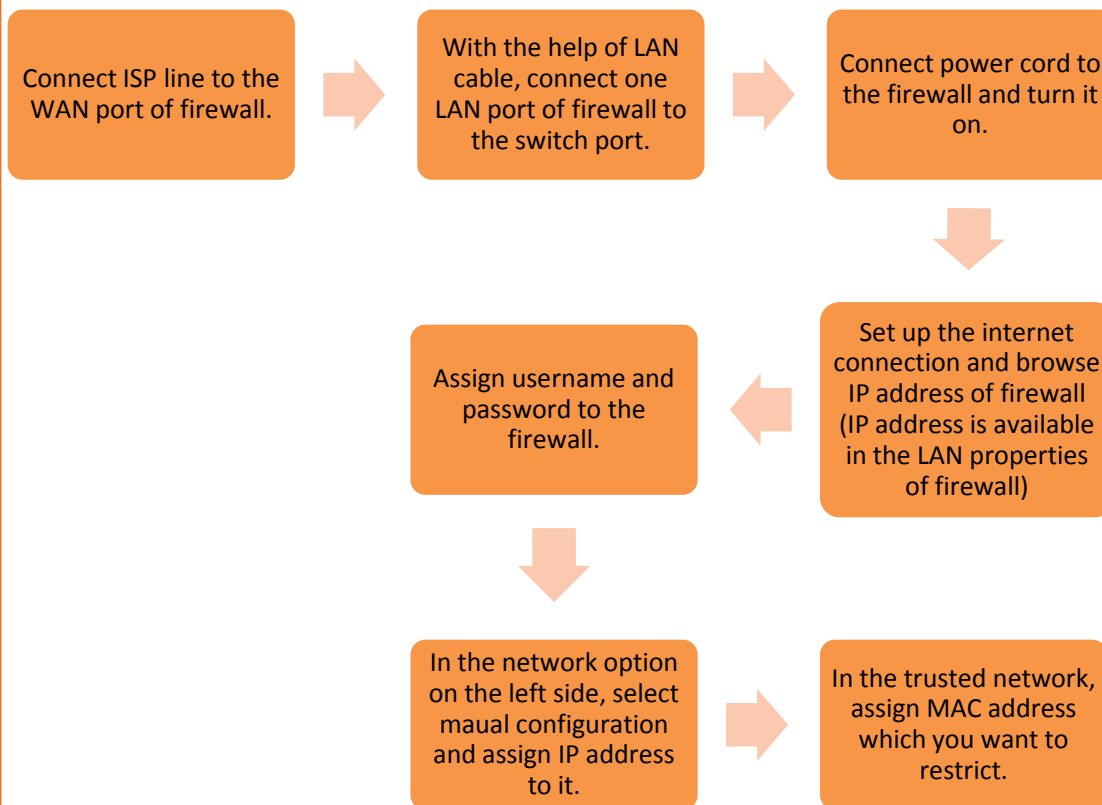 Connect ISP line to the
WAN port of firewall.
With the help of LAN
cable, connect one
LAN port of firewall to
the switch port.
Connect power cord to
the firewall and turn it
on.
Set up the internet
connection and browse
IP address of firewall
(IP address is available
in the LAN properties
of firewall)
Assign username and
password to the
firewall.
In the network option
on the left side, select
maual configuration
and assign IP address
to it.
In the trusted network,
assign MAC address
which you want to
restrict.